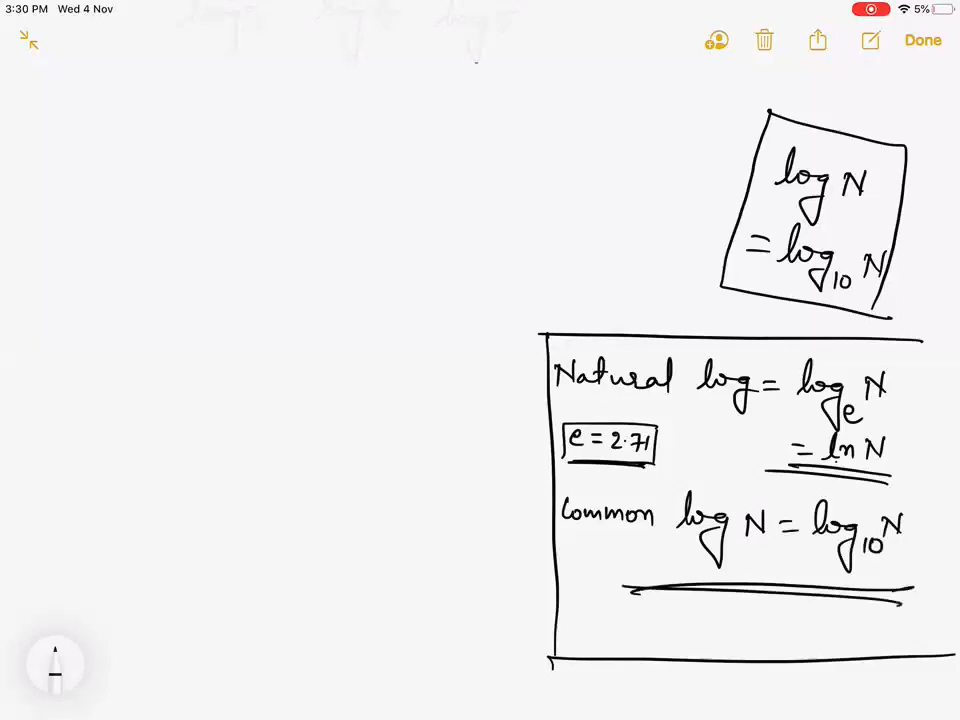 3:30 PM Wed 4 Nov 5%
Done
log N
= log₁₀ N
Natural log = logₑ N
e = 2.71 = ln N
Common log N = log₁₀ N